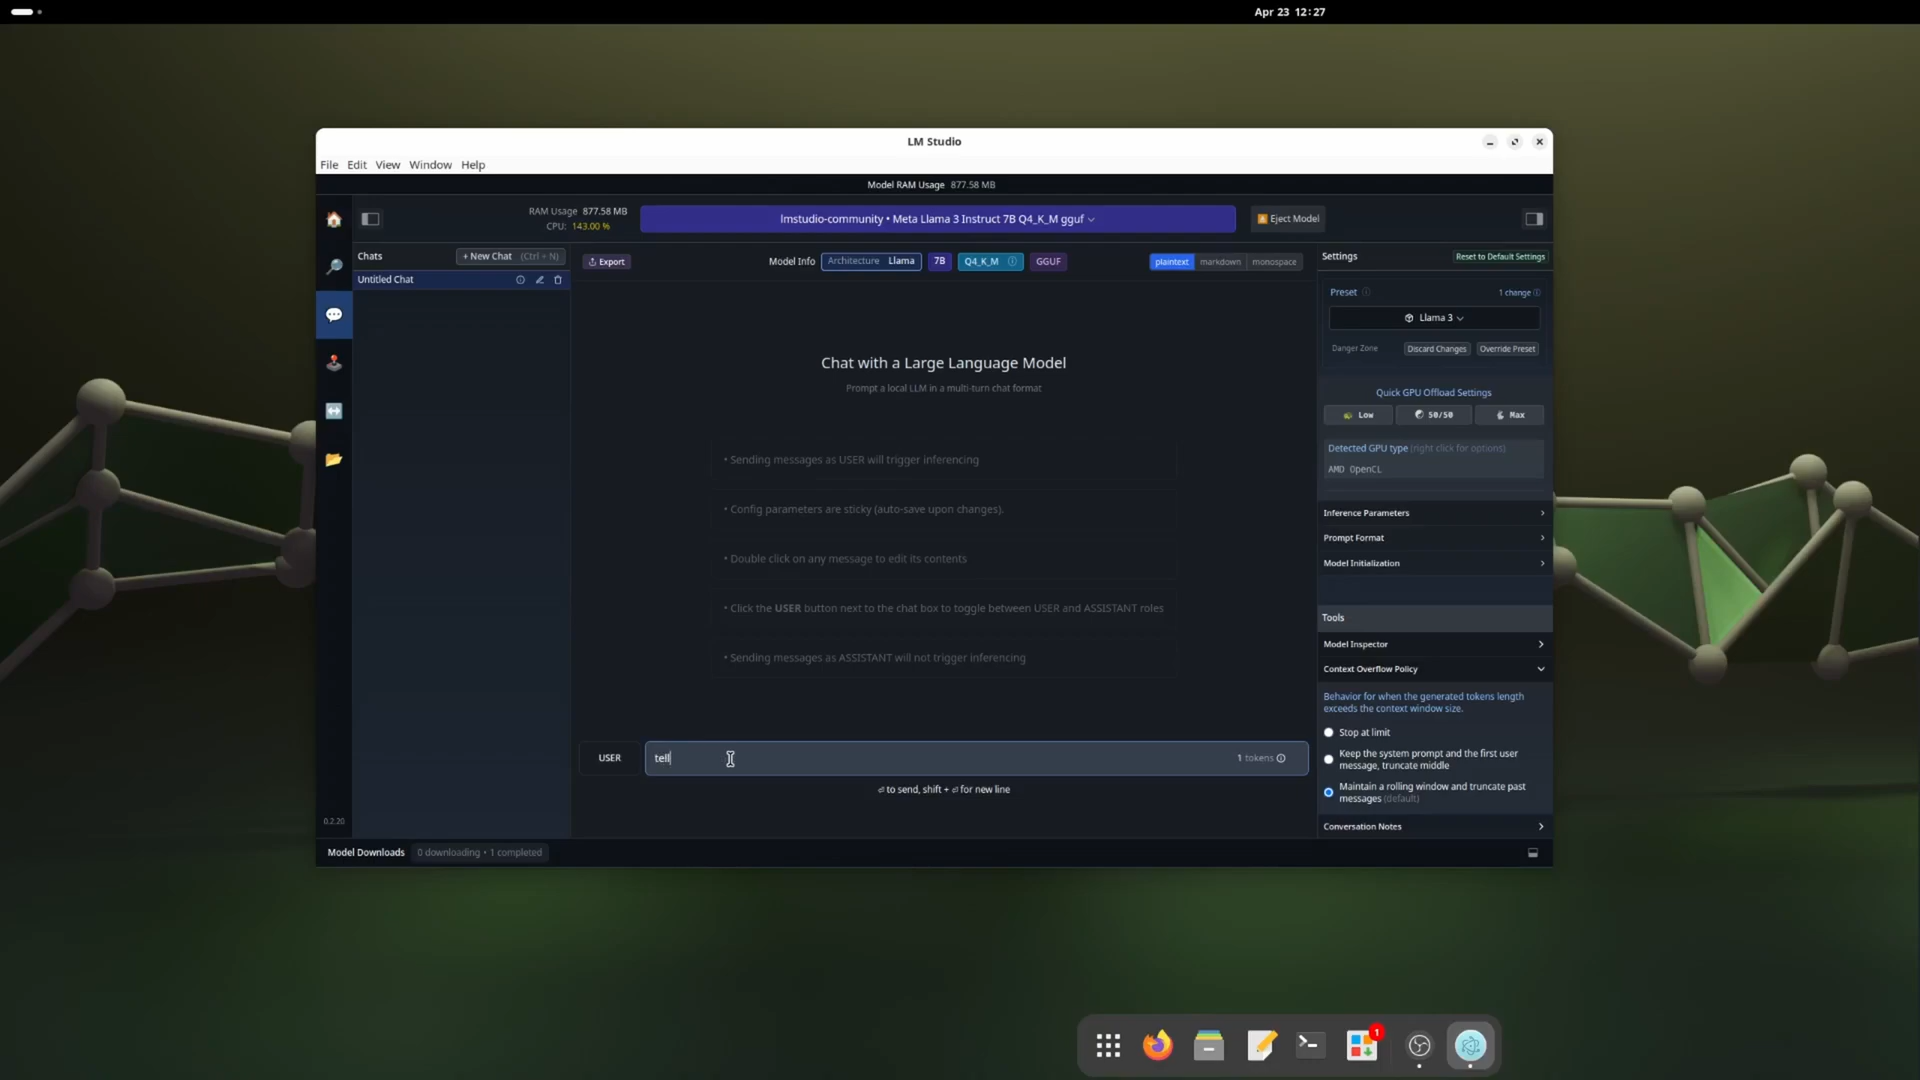 Apr 23 12:27
LM Studio
File Edit View Window Help
Model RAM Usage 877.58 MB
RAM Usage 877.58 MB
CPU: 143.00 %
lmstudio-community • Meta Llama 3 Instruct 7B Q4_K_M gguf
Eject Model
Chats
+ New Chat (Ctrl + N)
Untitled Chat
Export
Model Info
Architecture Llama
7B
Q4_K_M
GGUF
plaintext markdown monospace
Chat with a Large Language Model
Prompt a local LLM in a multi-turn chat format
• Sending messages as USER will trigger inferencing
• Config parameters are sticky (auto-save upon changes).
• Double click on any message to edit its contents
• Click the USER button next to the chat box to toggle between USER and ASSISTANT roles
• Sending messages as ASSISTANT will not trigger inferencing
USER
tell
1 tokens
⏎ to send, shift + ⏎ for new line
Settings
Reset to Default Settings
Preset
1 change
Llama 3
Danger Zone
Discard Changes
Override Preset
Quick GPU Offload Settings
Low
50/50
Max
Detected GPU type (right click for options)
AMD OpenCL
Inference Parameters
Prompt Format
Model Initialization
Tools
Model Inspector
Context Overflow Policy
Behavior for when the generated tokens length
exceeds the context window size.
Stop at limit
Keep the system prompt and the first user
message, truncate middle
Maintain a rolling window and truncate past
messages (default)
Conversation Notes
0.2.20
Model Downloads
0 downloading • 1 completed
1